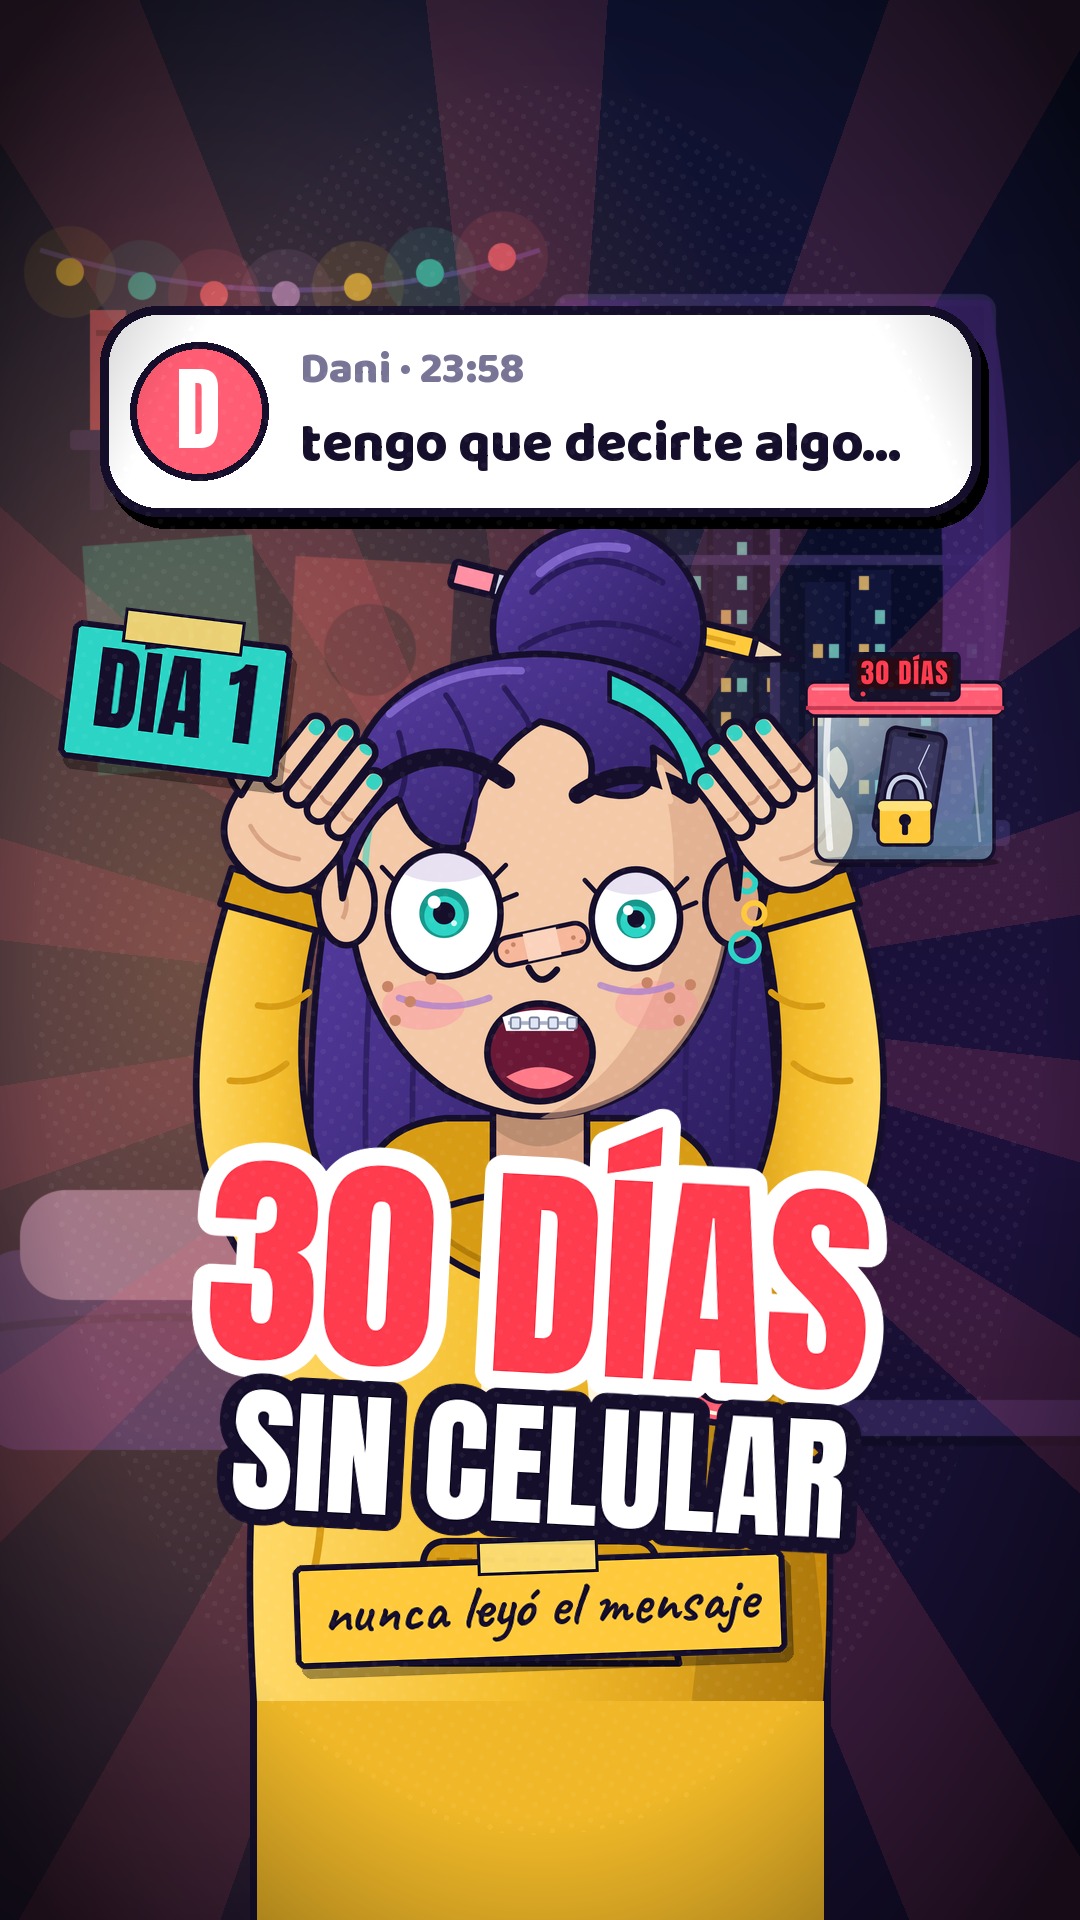 Dani · 23:58
D
tengo que decirte algo...
DÍA 1
30 DÍAS
30 DÍAS
SIN CELULAR
nunca leyó el mensaje